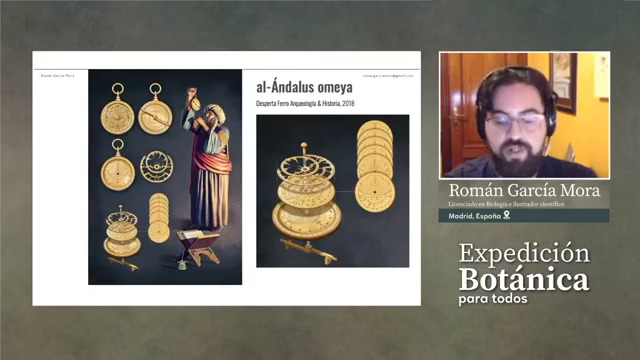 Román García Mora
al-Ándalus omeya
Desperta Ferro Arqueología & Historia, 2018
Román García Mora
Licenciado en Biología e ilustrador científico
Madrid, España
Expedición
Botánica
para todos